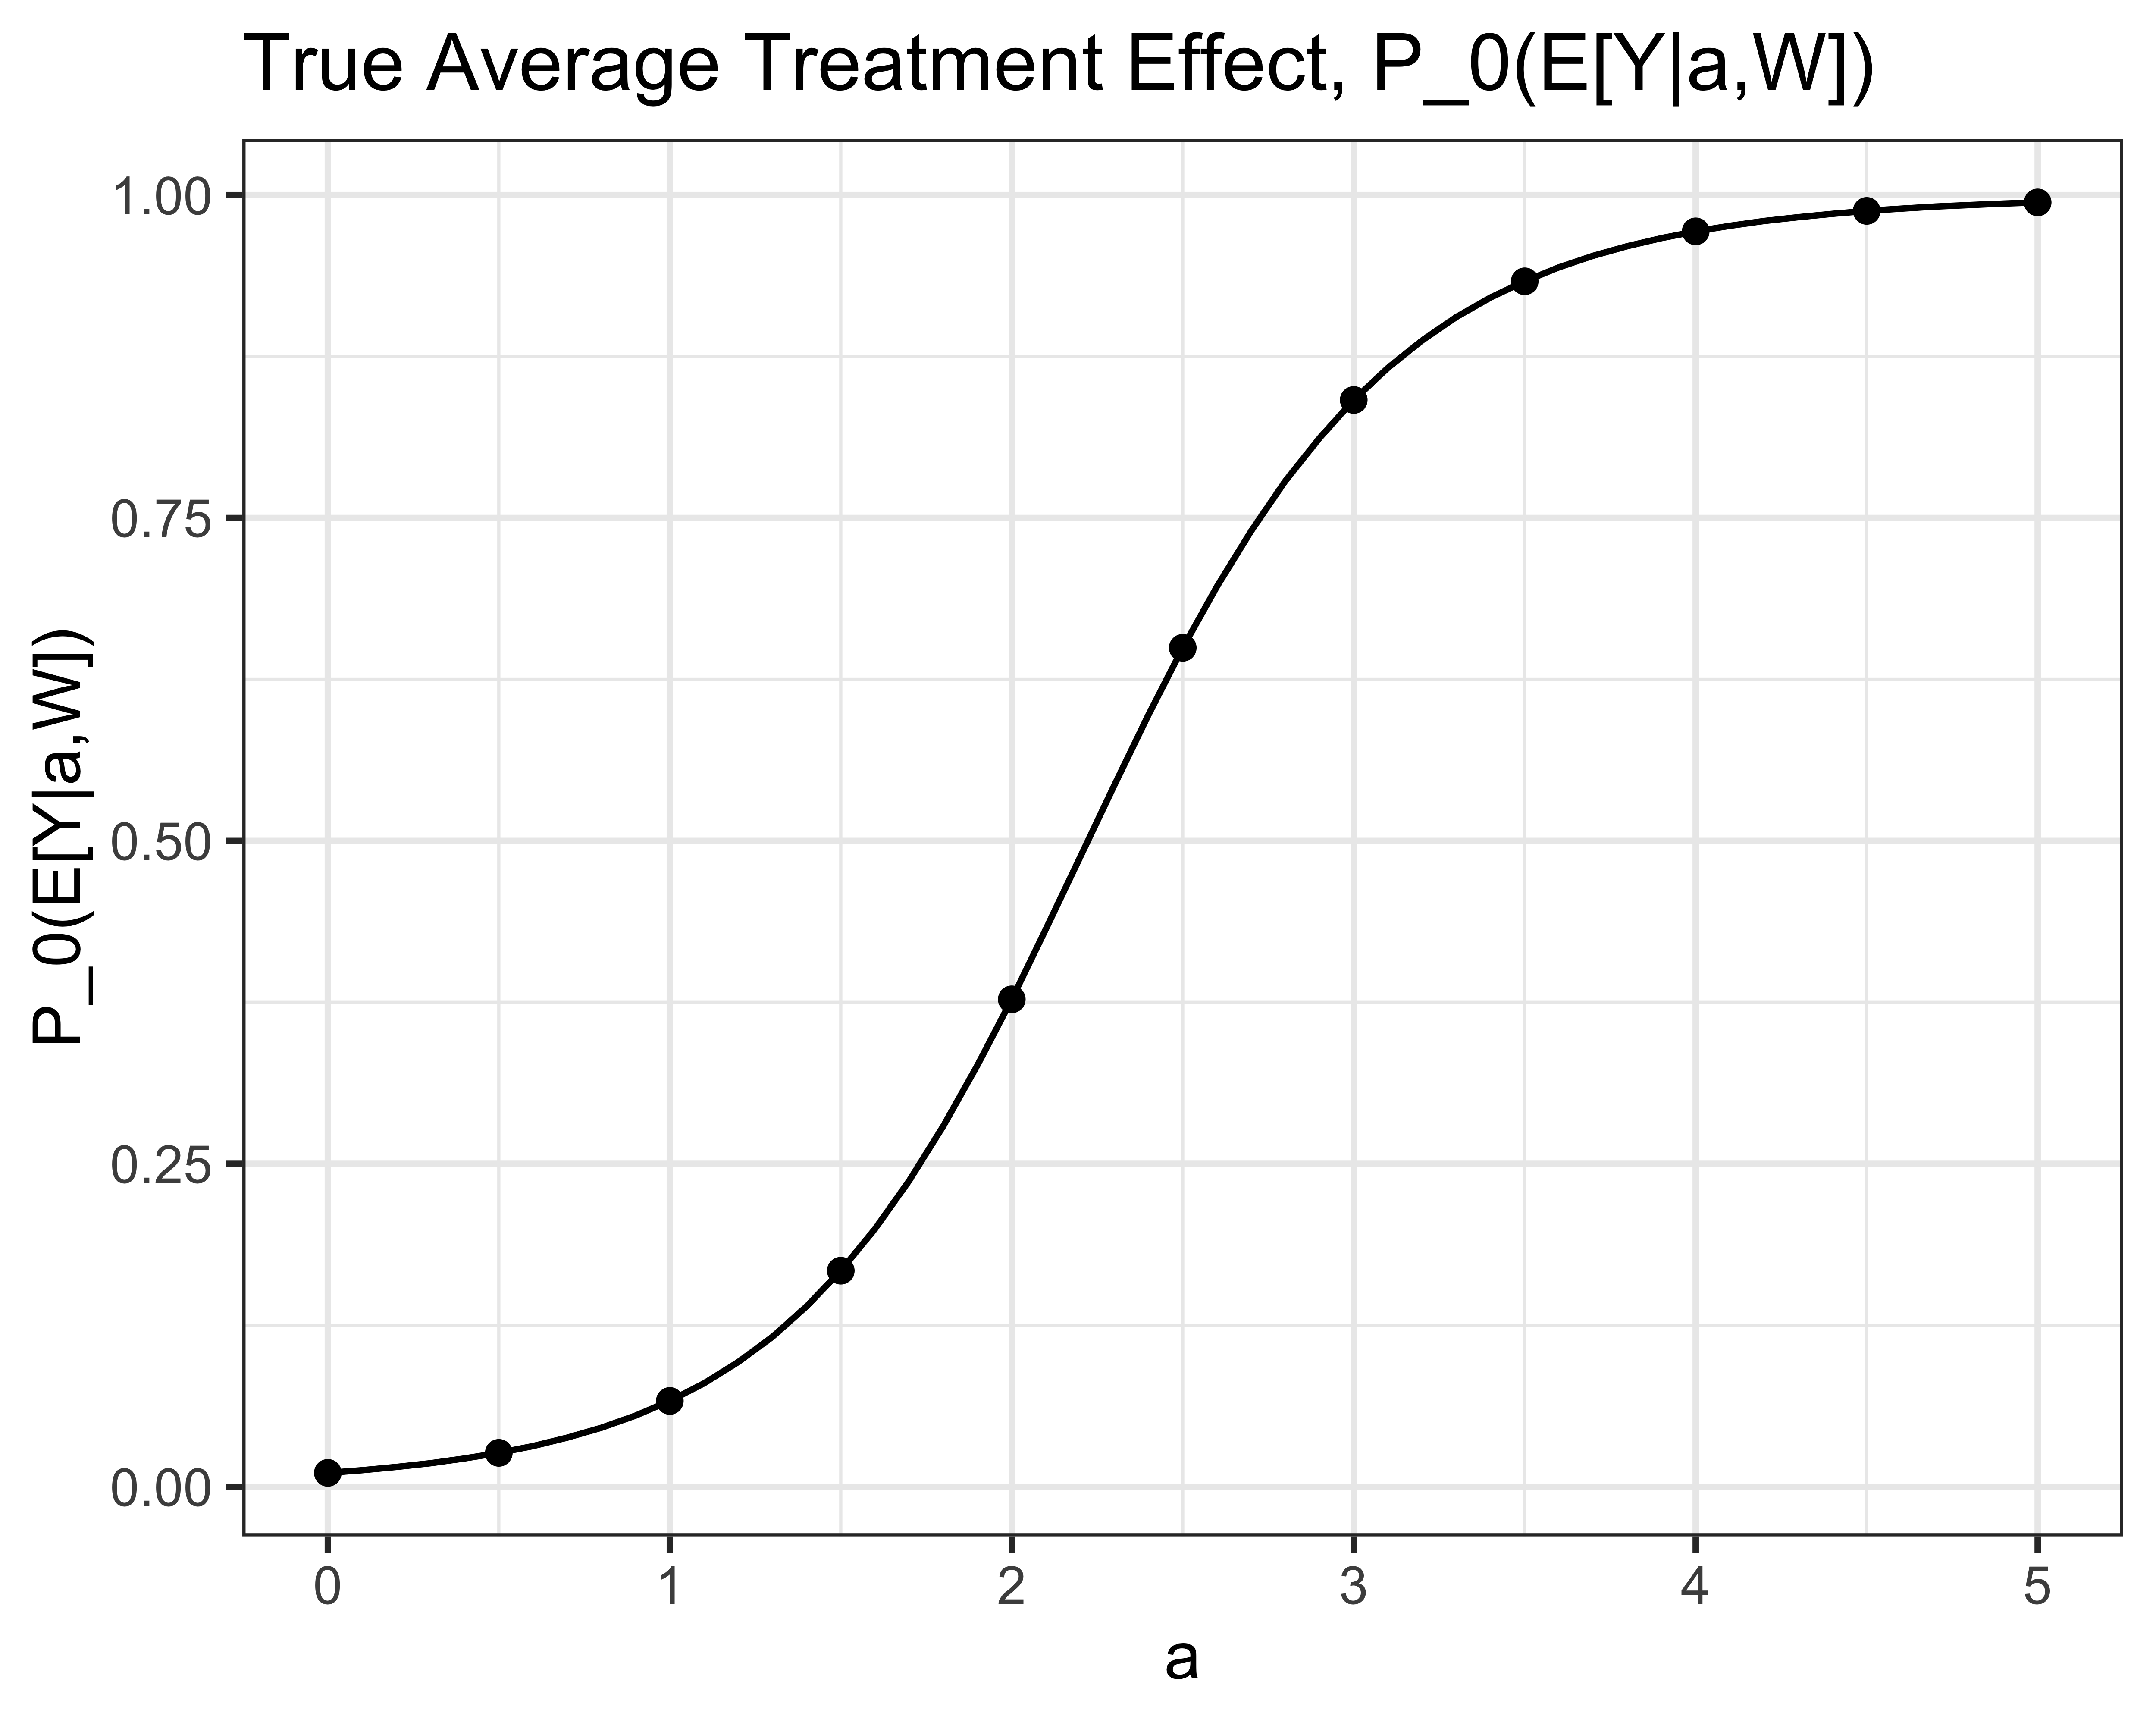 True Average Treatment Effect, P_0(E[Y|a,W])
P_0(E[Y|a,W])
1.00
0.75
0.50
0.25
0.00
0 1 2 3 4 5
a